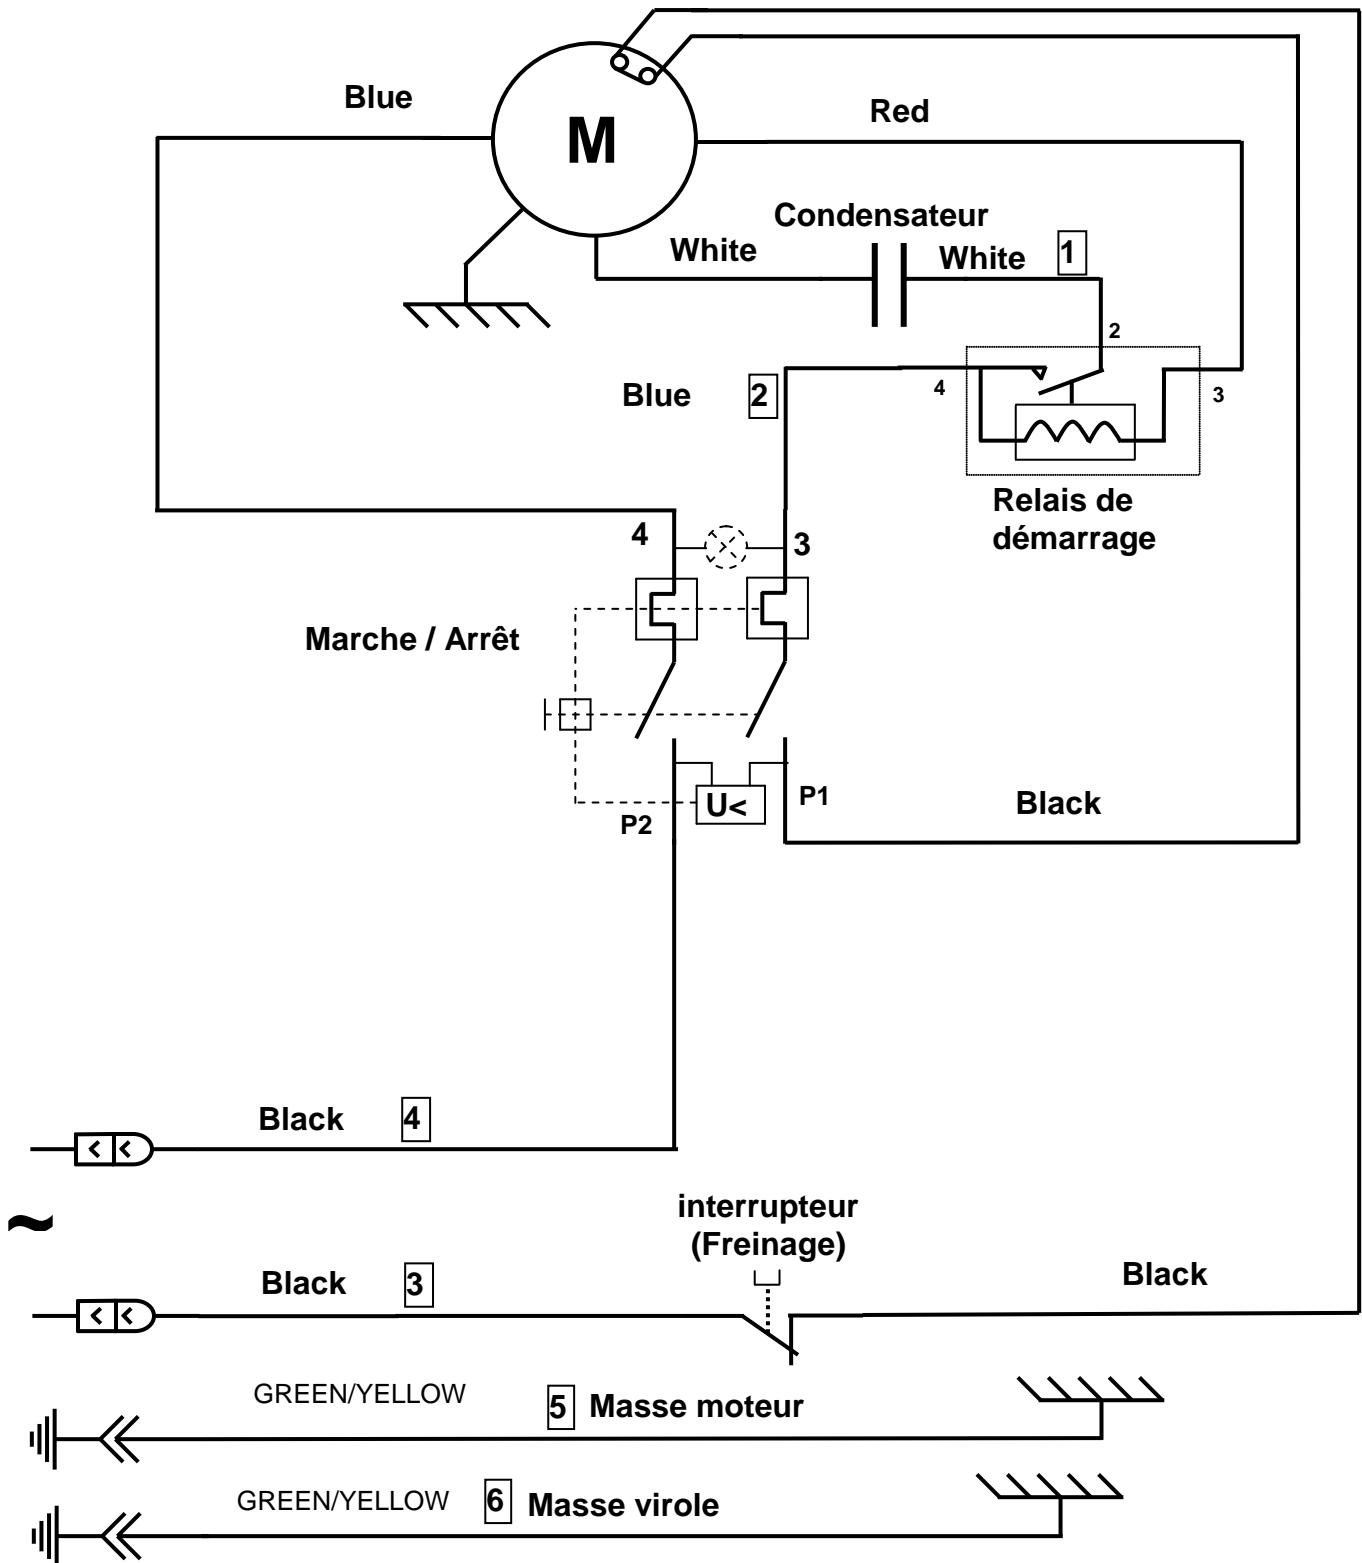 Blue
Red
M
Condensateur
White
White 1
2
Blue 2
4
3
Relais de
démarrage
4
3
Marche / Arrêt
U<
P1
P2
Black
Black 4
~
interrupteur
(Freinage)
Black 3
Black
GREEN/YELLOW 5 Masse moteur
GREEN/YELLOW 6 Masse virole